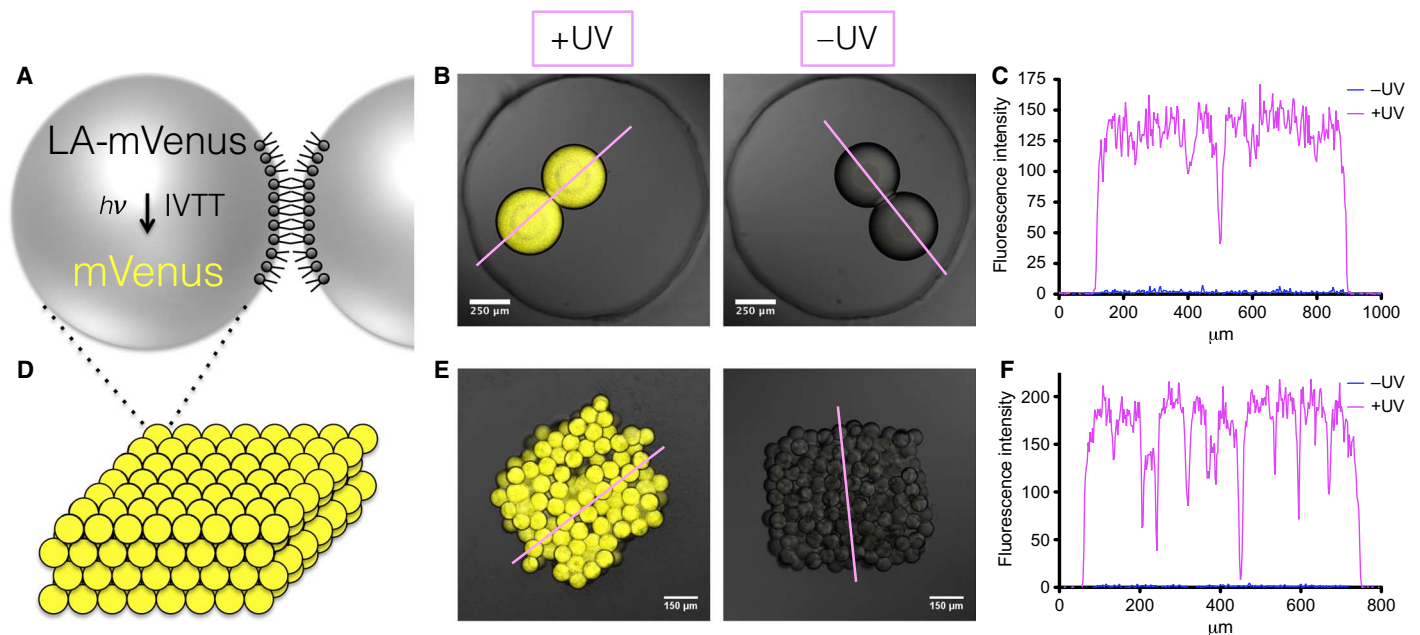 +UV
−UV
A
LA-mVenus
hν
IVTT
mVenus
B
250 µm
250 µm
C
175
150
125
100
75
50
25
0
Fluorescence intensity
−UV
+UV
0
200
400
600
800
1000
µm
D
E
150 µm
150 µm
F
200
150
100
50
0
Fluorescence intensity
−UV
+UV
0
200
400
600
800
µm